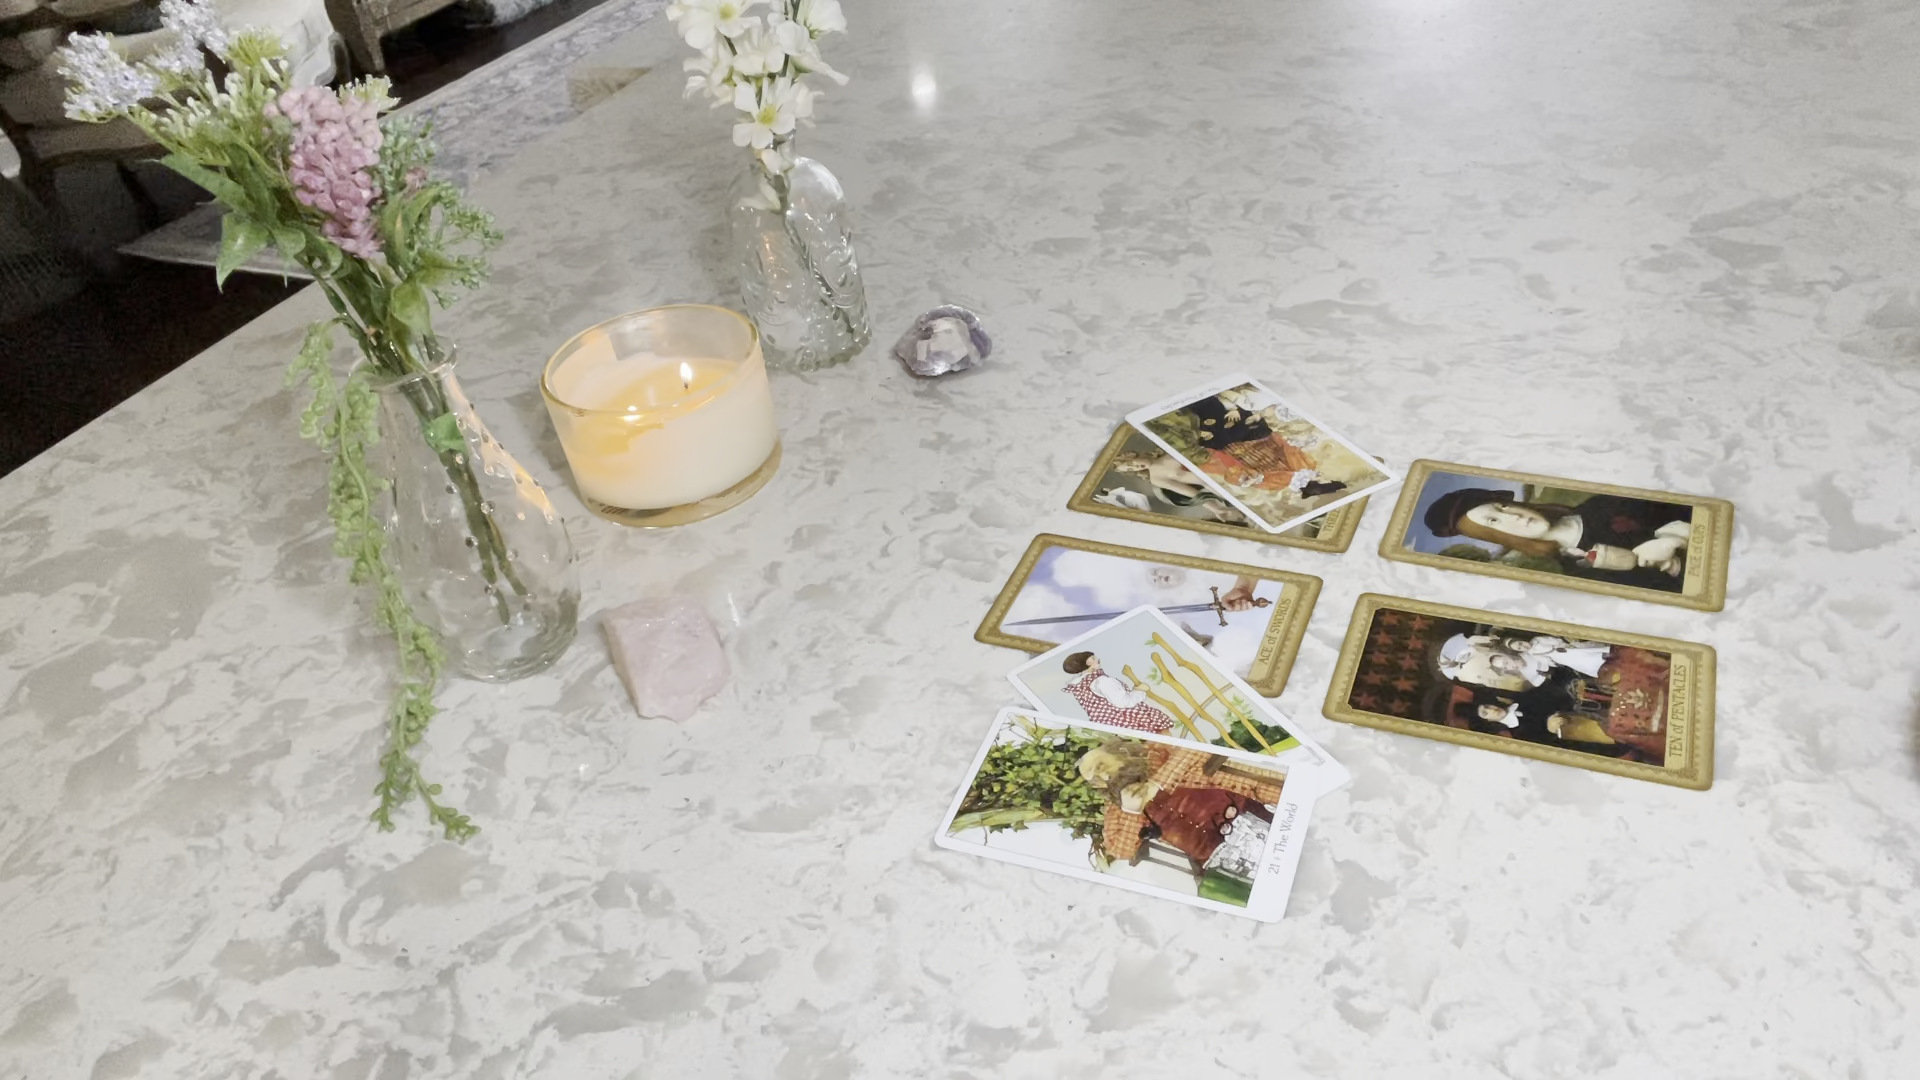 PAGE of CUPS
ACE of SWORDS
TEN of PENTACLES
21 • The World